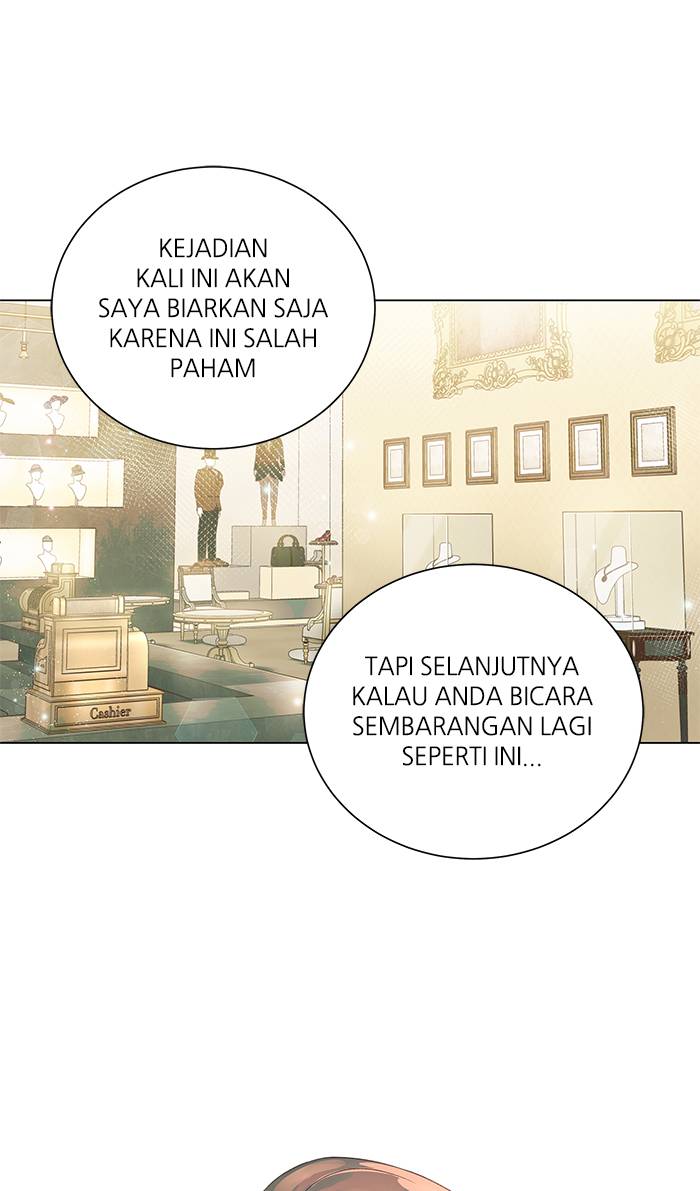 KEJADIAN
KALI INI AKAN
SAYA BIARKAN SAJA
KARENA INI SALAH
PAHAM
TAPI SELANJUTNYA
KALAU ANDA BICARA
SEMBARANGAN LAGI
SEPERTI INI...
Cashier